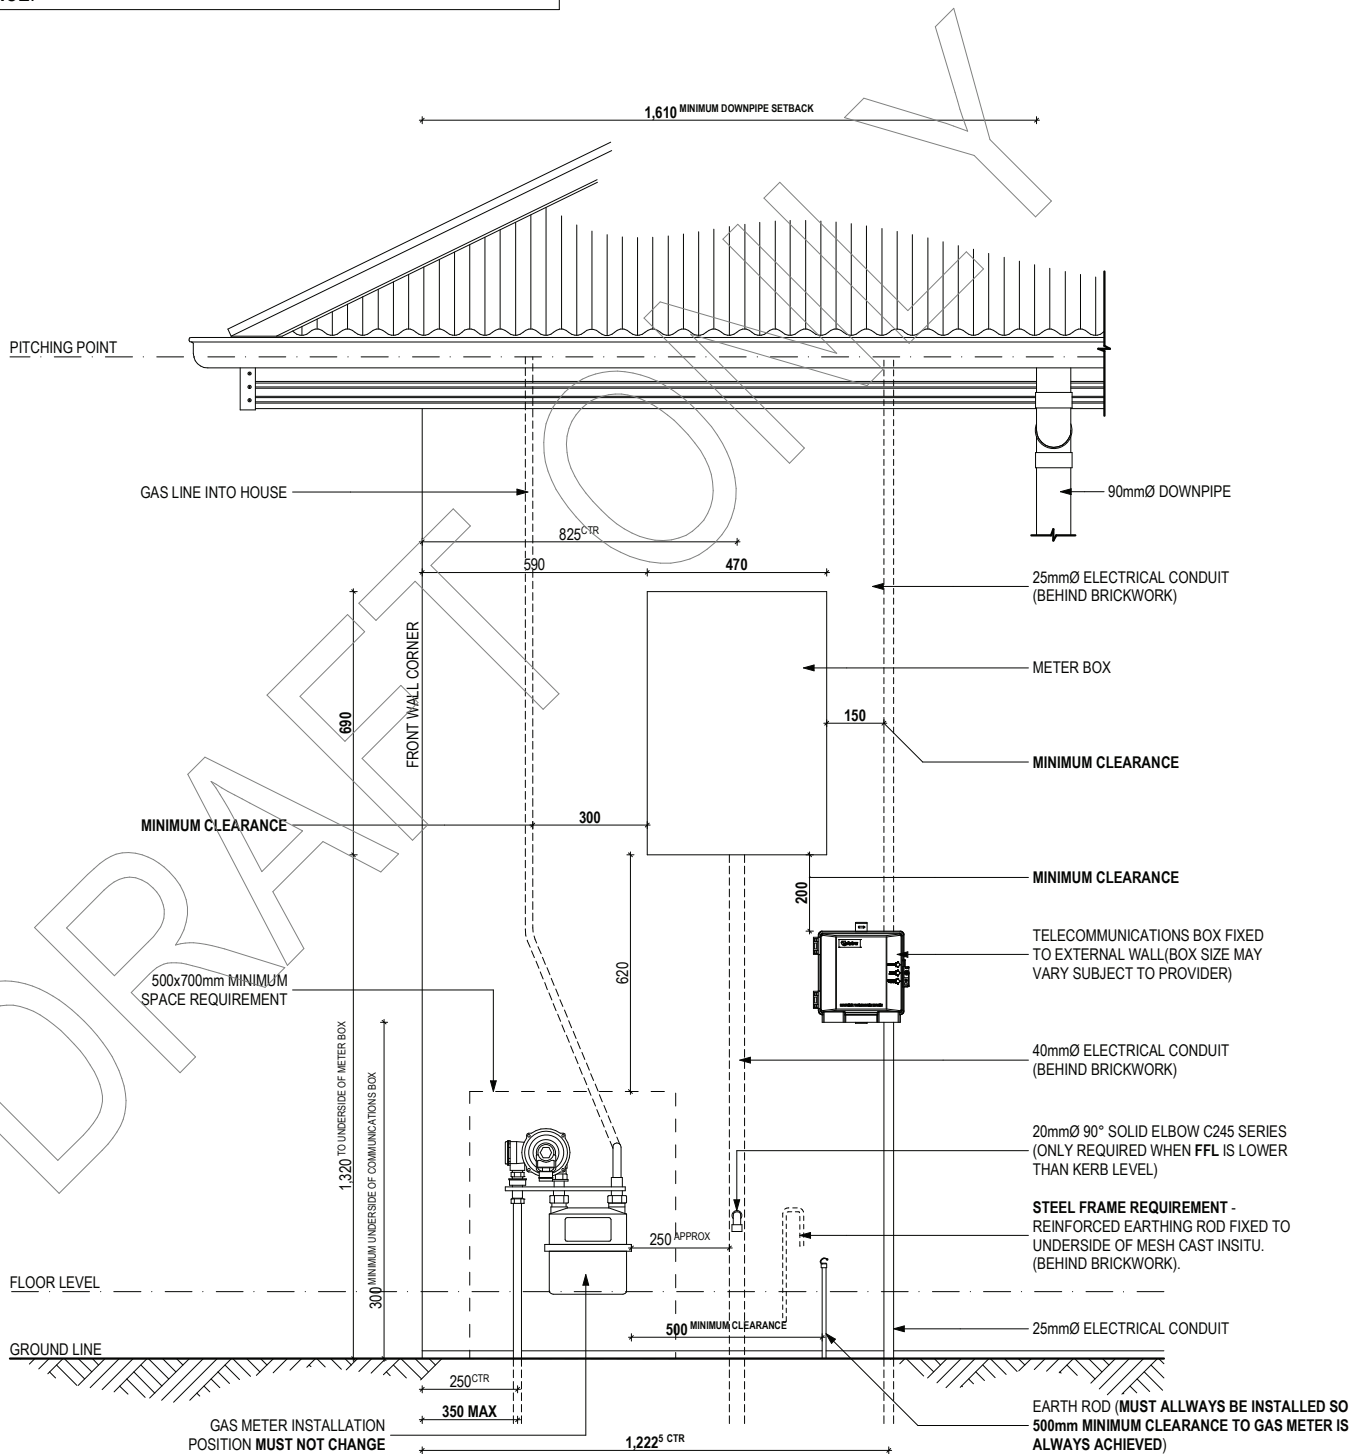 1,610 MINIMUM DOWNPIPE SETBACK
PITCHING POINT
GAS LINE INTO HOUSE
90mmØ DOWNPIPE
825 CTR
590
470
25mmØ ELECTRICAL CONDUIT
(BEHIND BRICKWORK)
FRONT WALL CORNER
METER BOX
690
150
MINIMUM CLEARANCE
MINIMUM CLEARANCE
300
MINIMUM CLEARANCE
200
TELECOMMUNICATIONS BOX FIXED
TO EXTERNAL WALL(BOX SIZE MAY
VARY SUBJECT TO PROVIDER)
500x700mm MINIMUM
SPACE REQUIREMENT
620
1,320 TO UNDERSIDE OF METER BOX
300 MINIMUM UNDERSIDE OF COMMUNICATIONS BOX
40mmØ ELECTRICAL CONDUIT
(BEHIND BRICKWORK)
20mmØ 90° SOLID ELBOW C245 SERIES
(ONLY REQUIRED WHEN FFL IS LOWER
THAN KERB LEVEL)
STEEL FRAME REQUIREMENT -
REINFORCED EARTHING ROD FIXED TO
UNDERSIDE OF MESH CAST INSITU.
(BEHIND BRICKWORK).
250 APPROX
FLOOR LEVEL
500 MINIMUM CLEARANCE
25mmØ ELECTRICAL CONDUIT
GROUND LINE
250 CTR
350 MAX
GAS METER INSTALLATION
POSITION MUST NOT CHANGE
1,222⁵ CTR
EARTH ROD (MUST ALLWAYS BE INSTALLED SO
500mm MINIMUM CLEARANCE TO GAS METER IS
ALWAYS ACHIEVED)
DRAFT ONLY